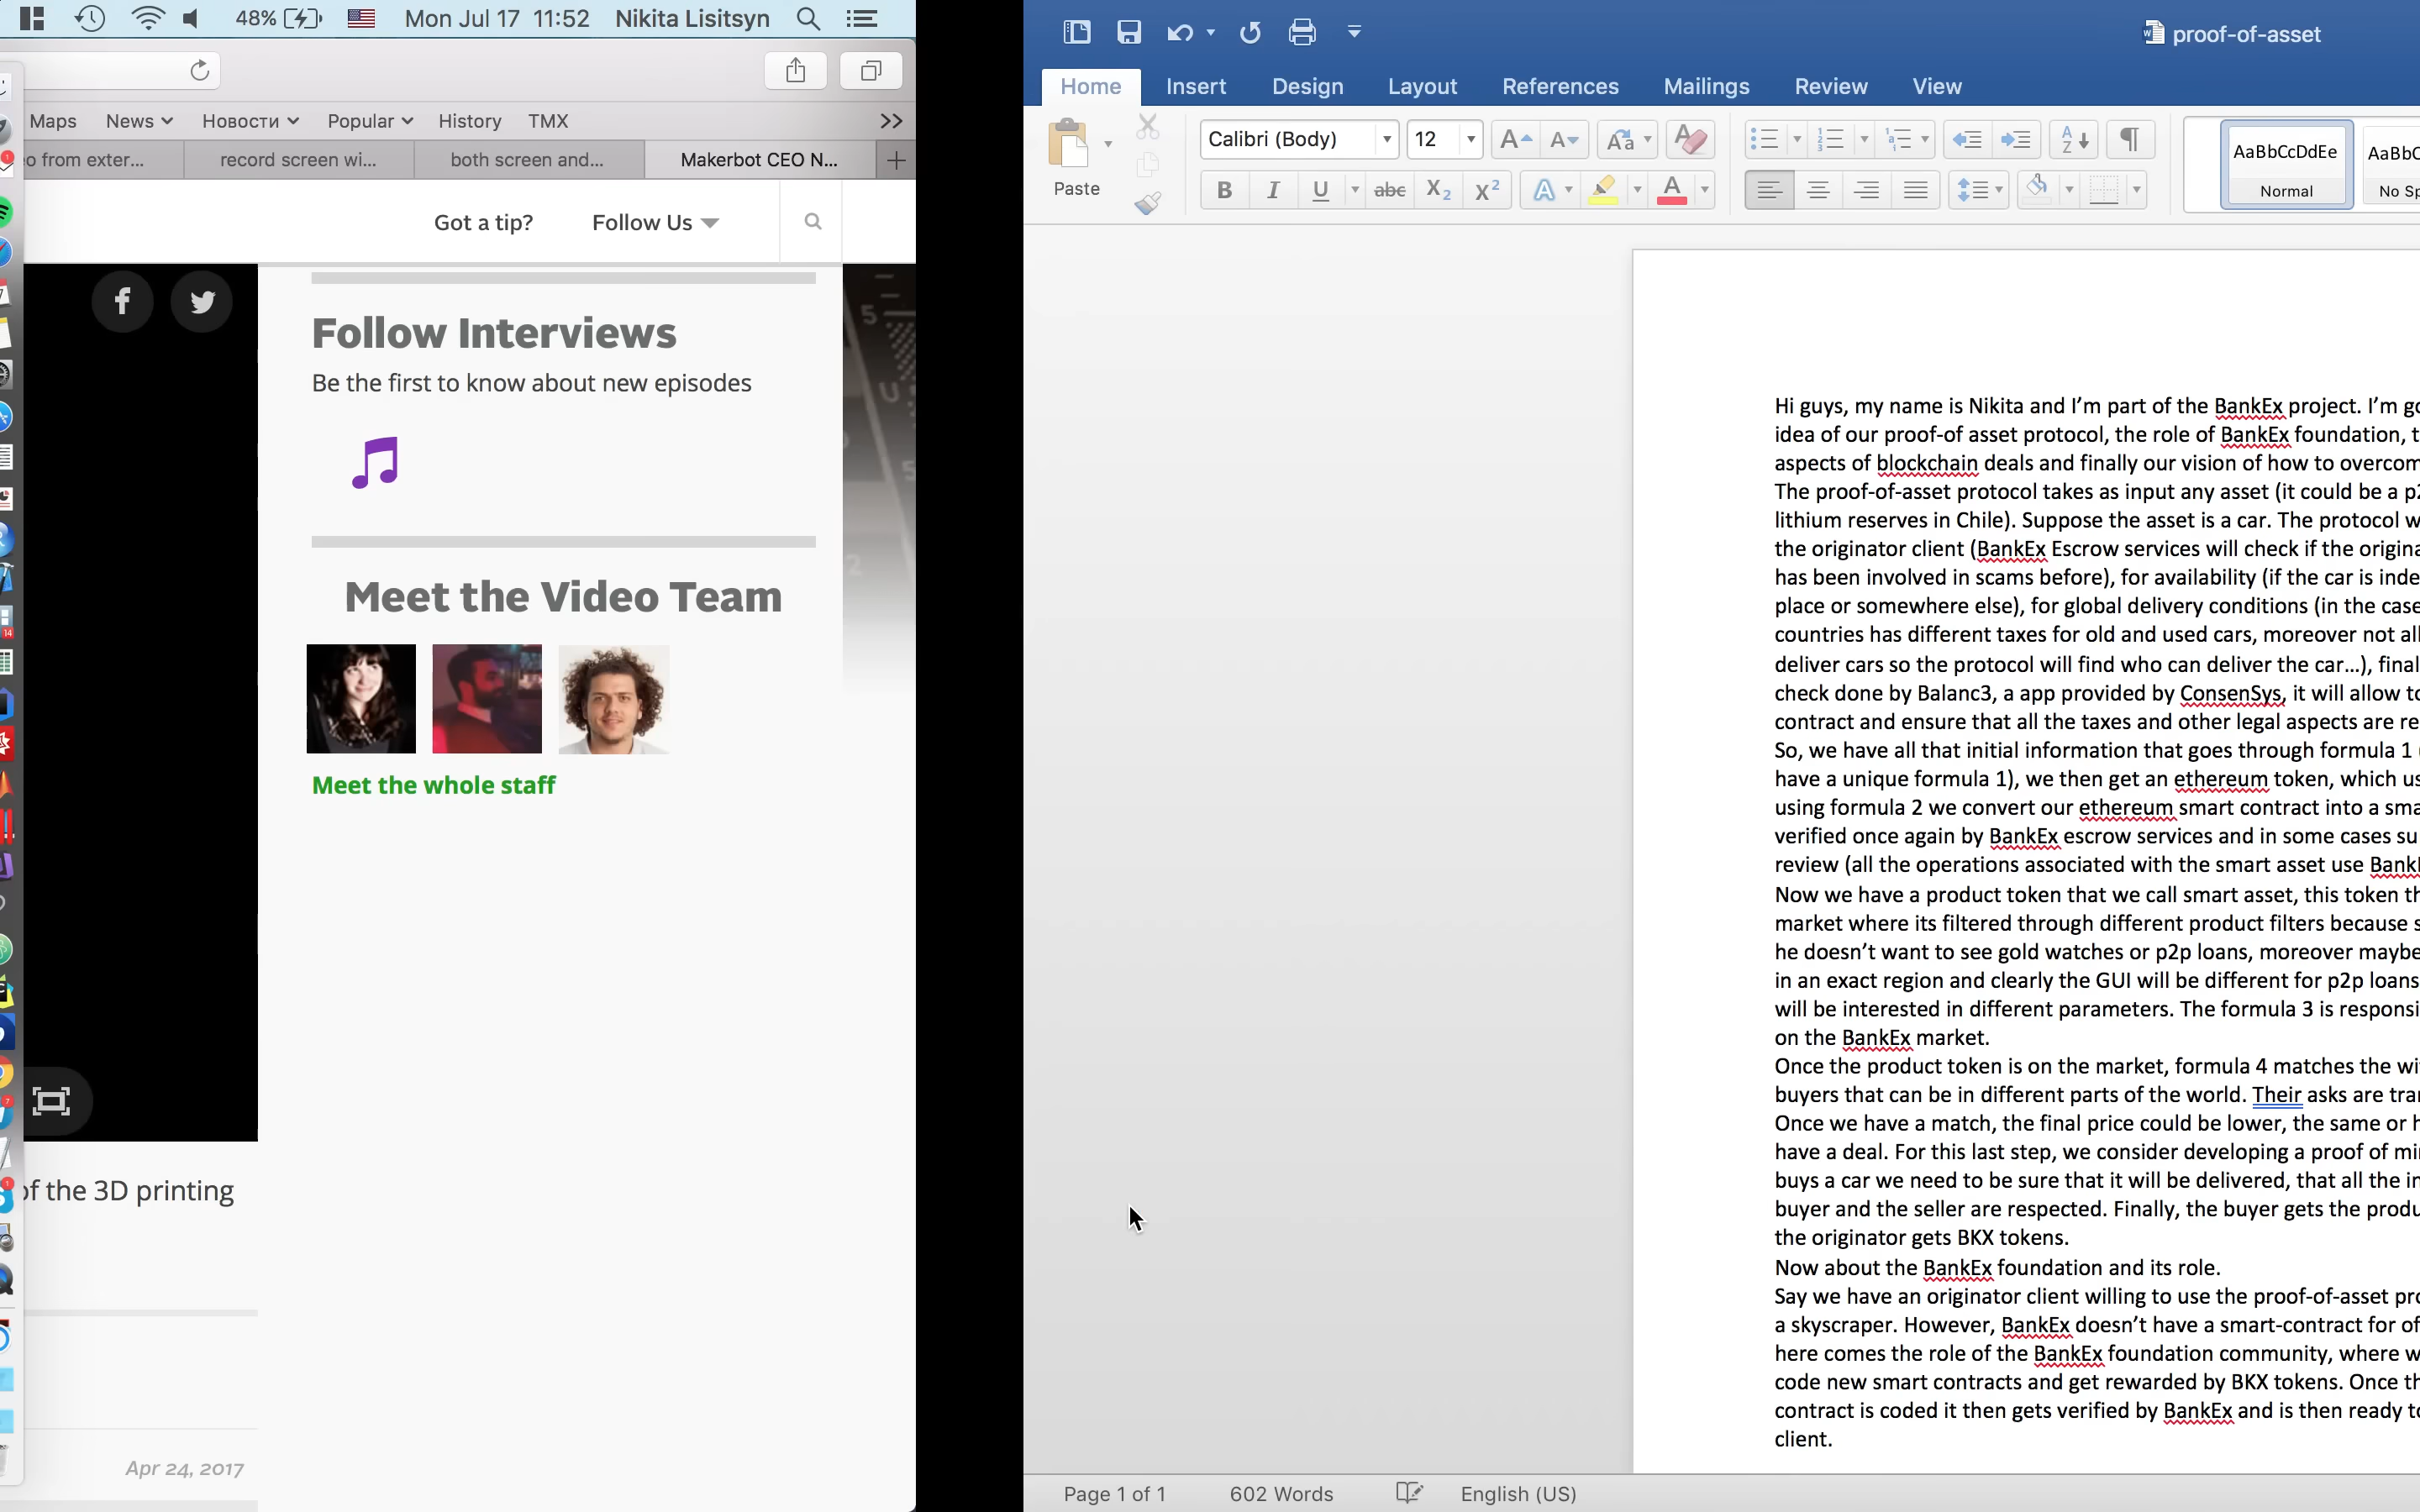 48%
Mon Jul 17 11:52
Nikita Lisitsyn
Maps
News
Новости
Popular
History
TMX
eo from exter...
record screen wi...
both screen and...
Makerbot CEO N...
Got a tip?
Follow Us
Follow Interviews
Be the first to know about new episodes
Meet the Video Team
Meet the whole staff
of the 3D printing
Apr 24, 2017
proof-of-asset
Home
Insert
Design
Layout
References
Mailings
Review
View
Paste
Calibri (Body)
12
AaBbCcDdEe
Normal
AaBbC
No Sp
Hi guys, my name is Nikita and I'm part of the BankEx project. I'm go
idea of our proof-of asset protocol, the role of BankEx foundation, t
aspects of blockchain deals and finally our vision of how to overcom
The proof-of-asset protocol takes as input any asset (it could be a p2
lithium reserves in Chile). Suppose the asset is a car. The protocol w
the originator client (BankEx Escrow services will check if the origina
has been involved in scams before), for availability (if the car is inde
place or somewhere else), for global delivery conditions (in the case
countries has different taxes for old and used cars, moreover not all
deliver cars so the protocol will find who can deliver the car...), final
check done by Balanc3, a app provided by ConsenSys, it will allow to
contract and ensure that all the taxes and other legal aspects are re
So, we have all that initial information that goes through formula 1 (
have a unique formula 1), we then get an ethereum token, which us
using formula 2 we convert our ethereum smart contract into a sma
verified once again by BankEx escrow services and in some cases su
review (all the operations associated with the smart asset use BankE
Now we have a product token that we call smart asset, this token th
market where its filtered through different product filters because s
he doesn't want to see gold watches or p2p loans, moreover maybe
in an exact region and clearly the GUI will be different for p2p loans
will be interested in different parameters. The formula 3 is responsi
on the BankEx market.
Once the product token is on the market, formula 4 matches the wi
buyers that can be in different parts of the world. Their asks are tra
Once we have a match, the final price could be lower, the same or h
have a deal. For this last step, we consider developing a proof of mi
buys a car we need to be sure that it will be delivered, that all the in
buyer and the seller are respected. Finally, the buyer gets the produ
the originator gets BKX tokens.
Now about the BankEx foundation and its role.
Say we have an originator client willing to use the proof-of-asset pro
a skyscraper. However, BankEx doesn't have a smart-contract for of
here comes the role of the BankEx foundation community, where w
code new smart contracts and get rewarded by BKX tokens. Once th
contract is coded it then gets verified by BankEx and is then ready to
client.
Page 1 of 1
602 Words
English (US)